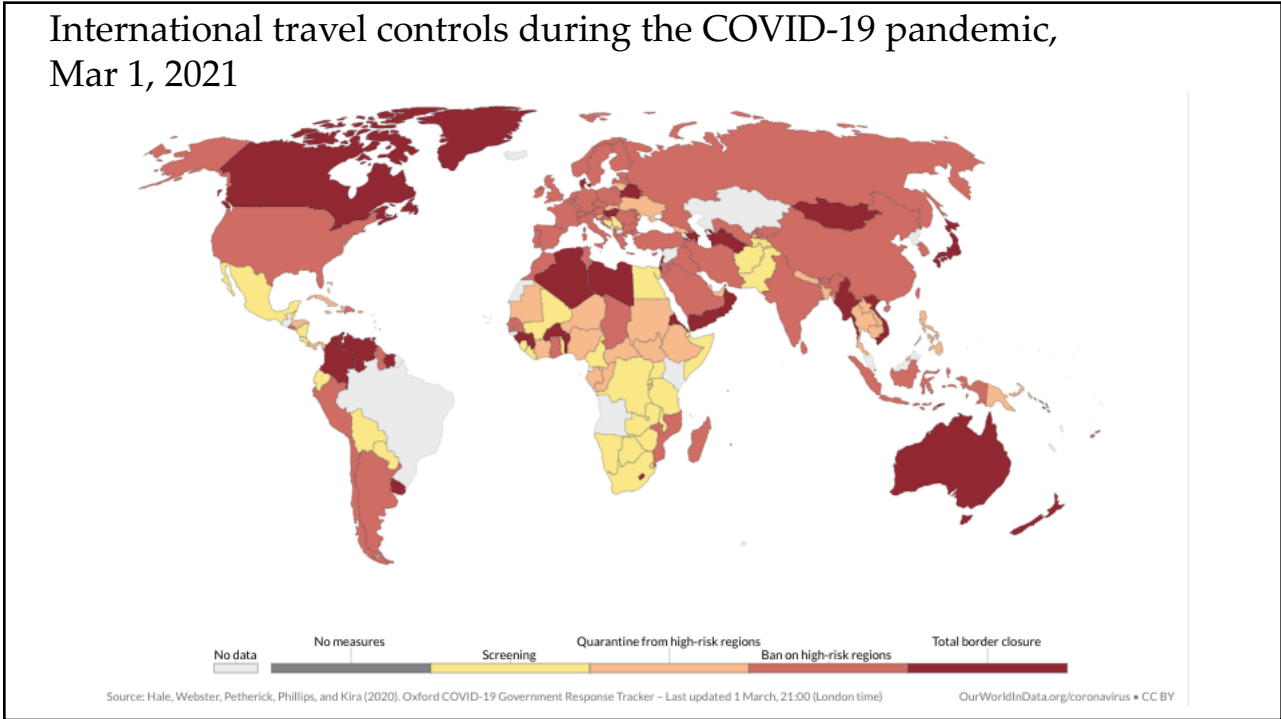 International travel controls during the COVID-19 pandemic,
Mar 1, 2021
No data
No measures
Screening
Quarantine from high-risk regions
Ban on high-risk regions
Total border closure
Source: Hale, Webster, Petherick, Phillips, and Kira (2020). Oxford COVID-19 Government Response Tracker – Last updated 1 March, 21:00 (London time)
OurWorldInData.org/coronavirus • CC BY